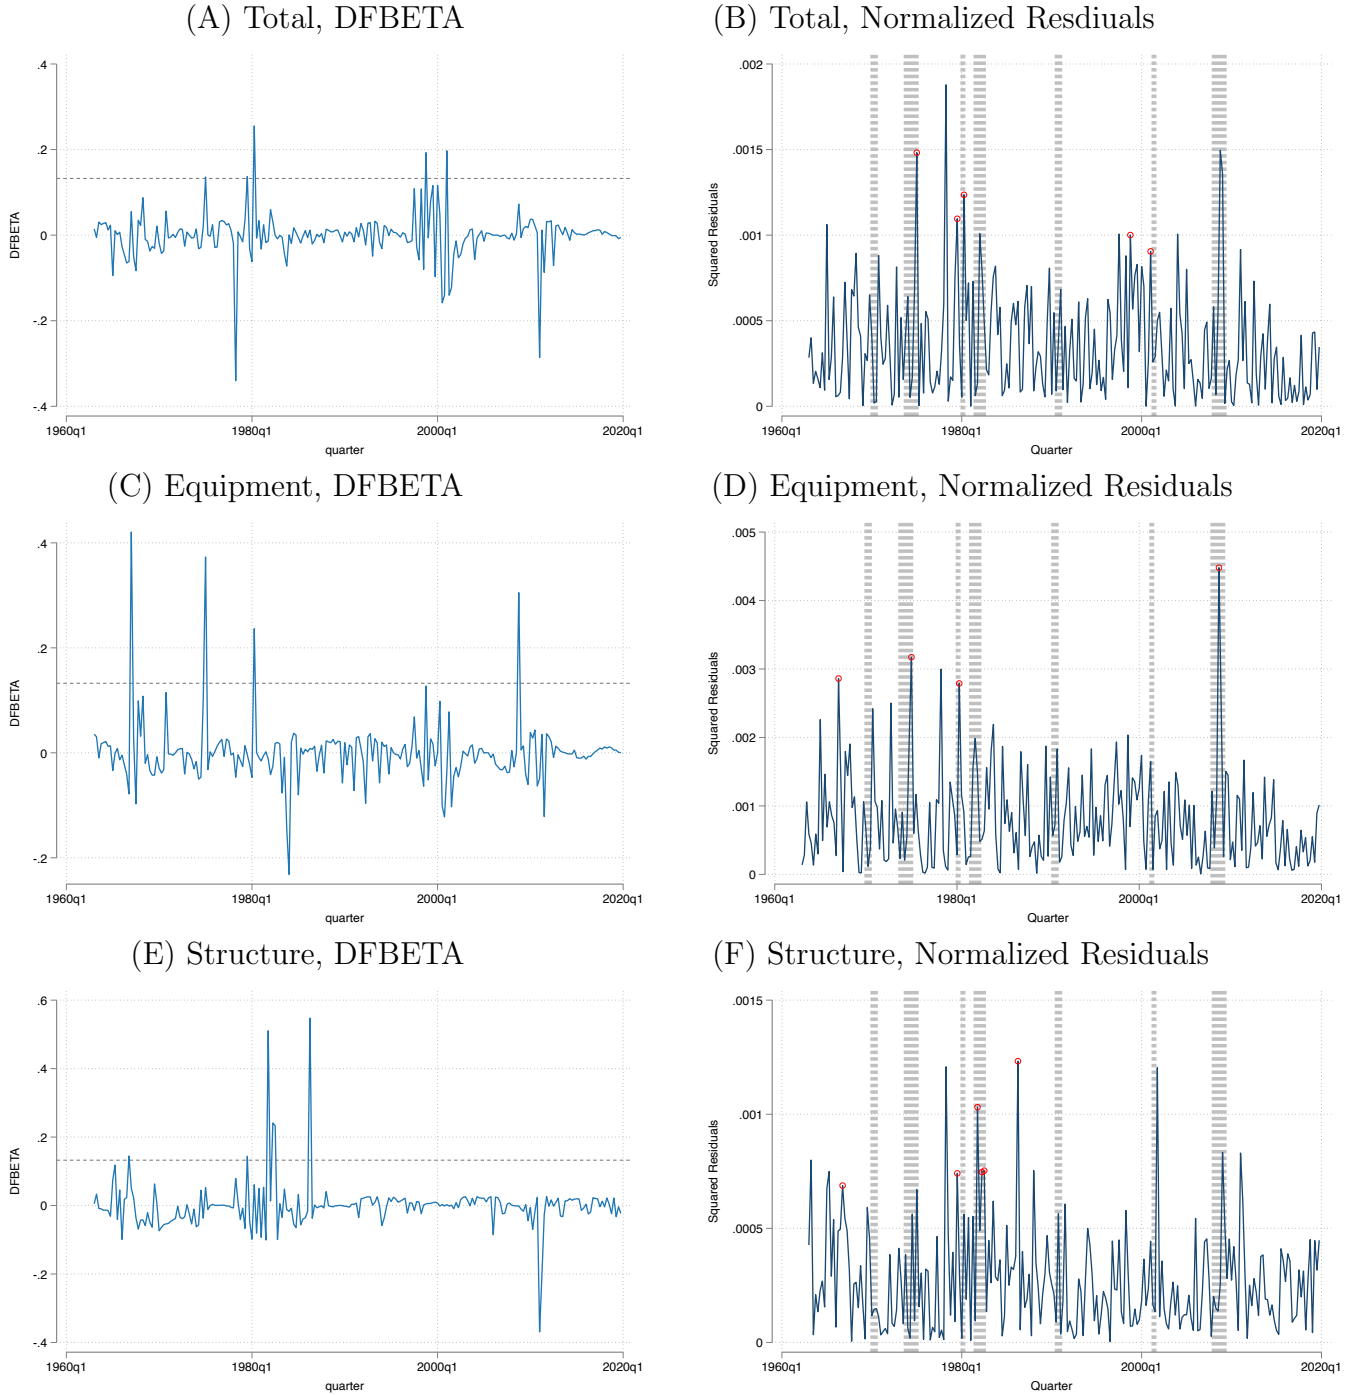 (A) Total, DFBETA
.4
.2
0
-.2
-.4
DFBETA
1960q1 1980q1 2000q1 2020q1
quarter
(B) Total, Normalized Resdiuals
.002
.0015
.001
.0005
0
Squared Residuals
1960q1 1980q1 2000q1 2020q1
Quarter
(C) Equipment, DFBETA
.4
.2
0
-.2
DFBETA
1960q1 1980q1 2000q1 2020q1
quarter
(D) Equipment, Normalized Residuals
.005
.004
.003
.002
.001
0
Squared Residuals
1960q1 1980q1 2000q1 2020q1
Quarter
(E) Structure, DFBETA
.6
.4
.2
0
-.2
-.4
DFBETA
1960q1 1980q1 2000q1 2020q1
quarter
(F) Structure, Normalized Residuals
.0015
.001
.0005
0
Squared Residuals
1960q1 1980q1 2000q1 2020q1
Quarter